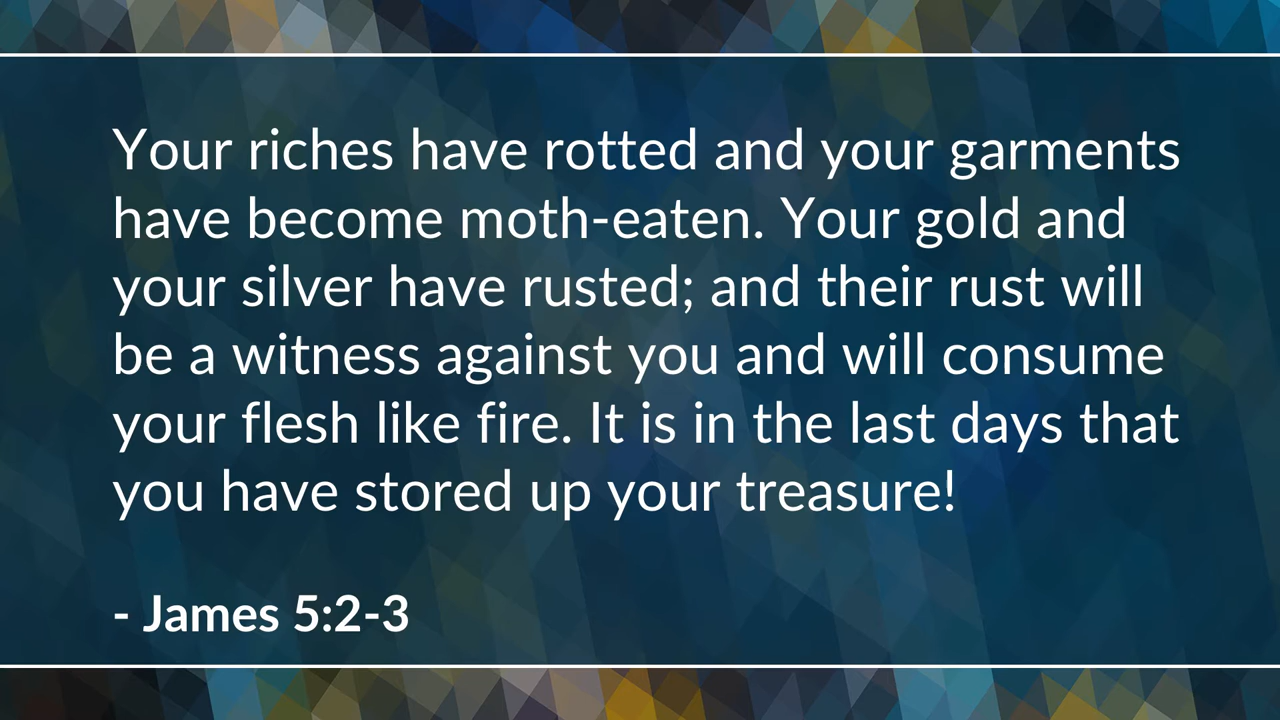 Your riches have rotted and your garments
have become moth-eaten. Your gold and
your silver have rusted; and their rust will
be a witness against you and will consume
your flesh like fire. It is in the last days that
you have stored up your treasure!
- James 5:2-3